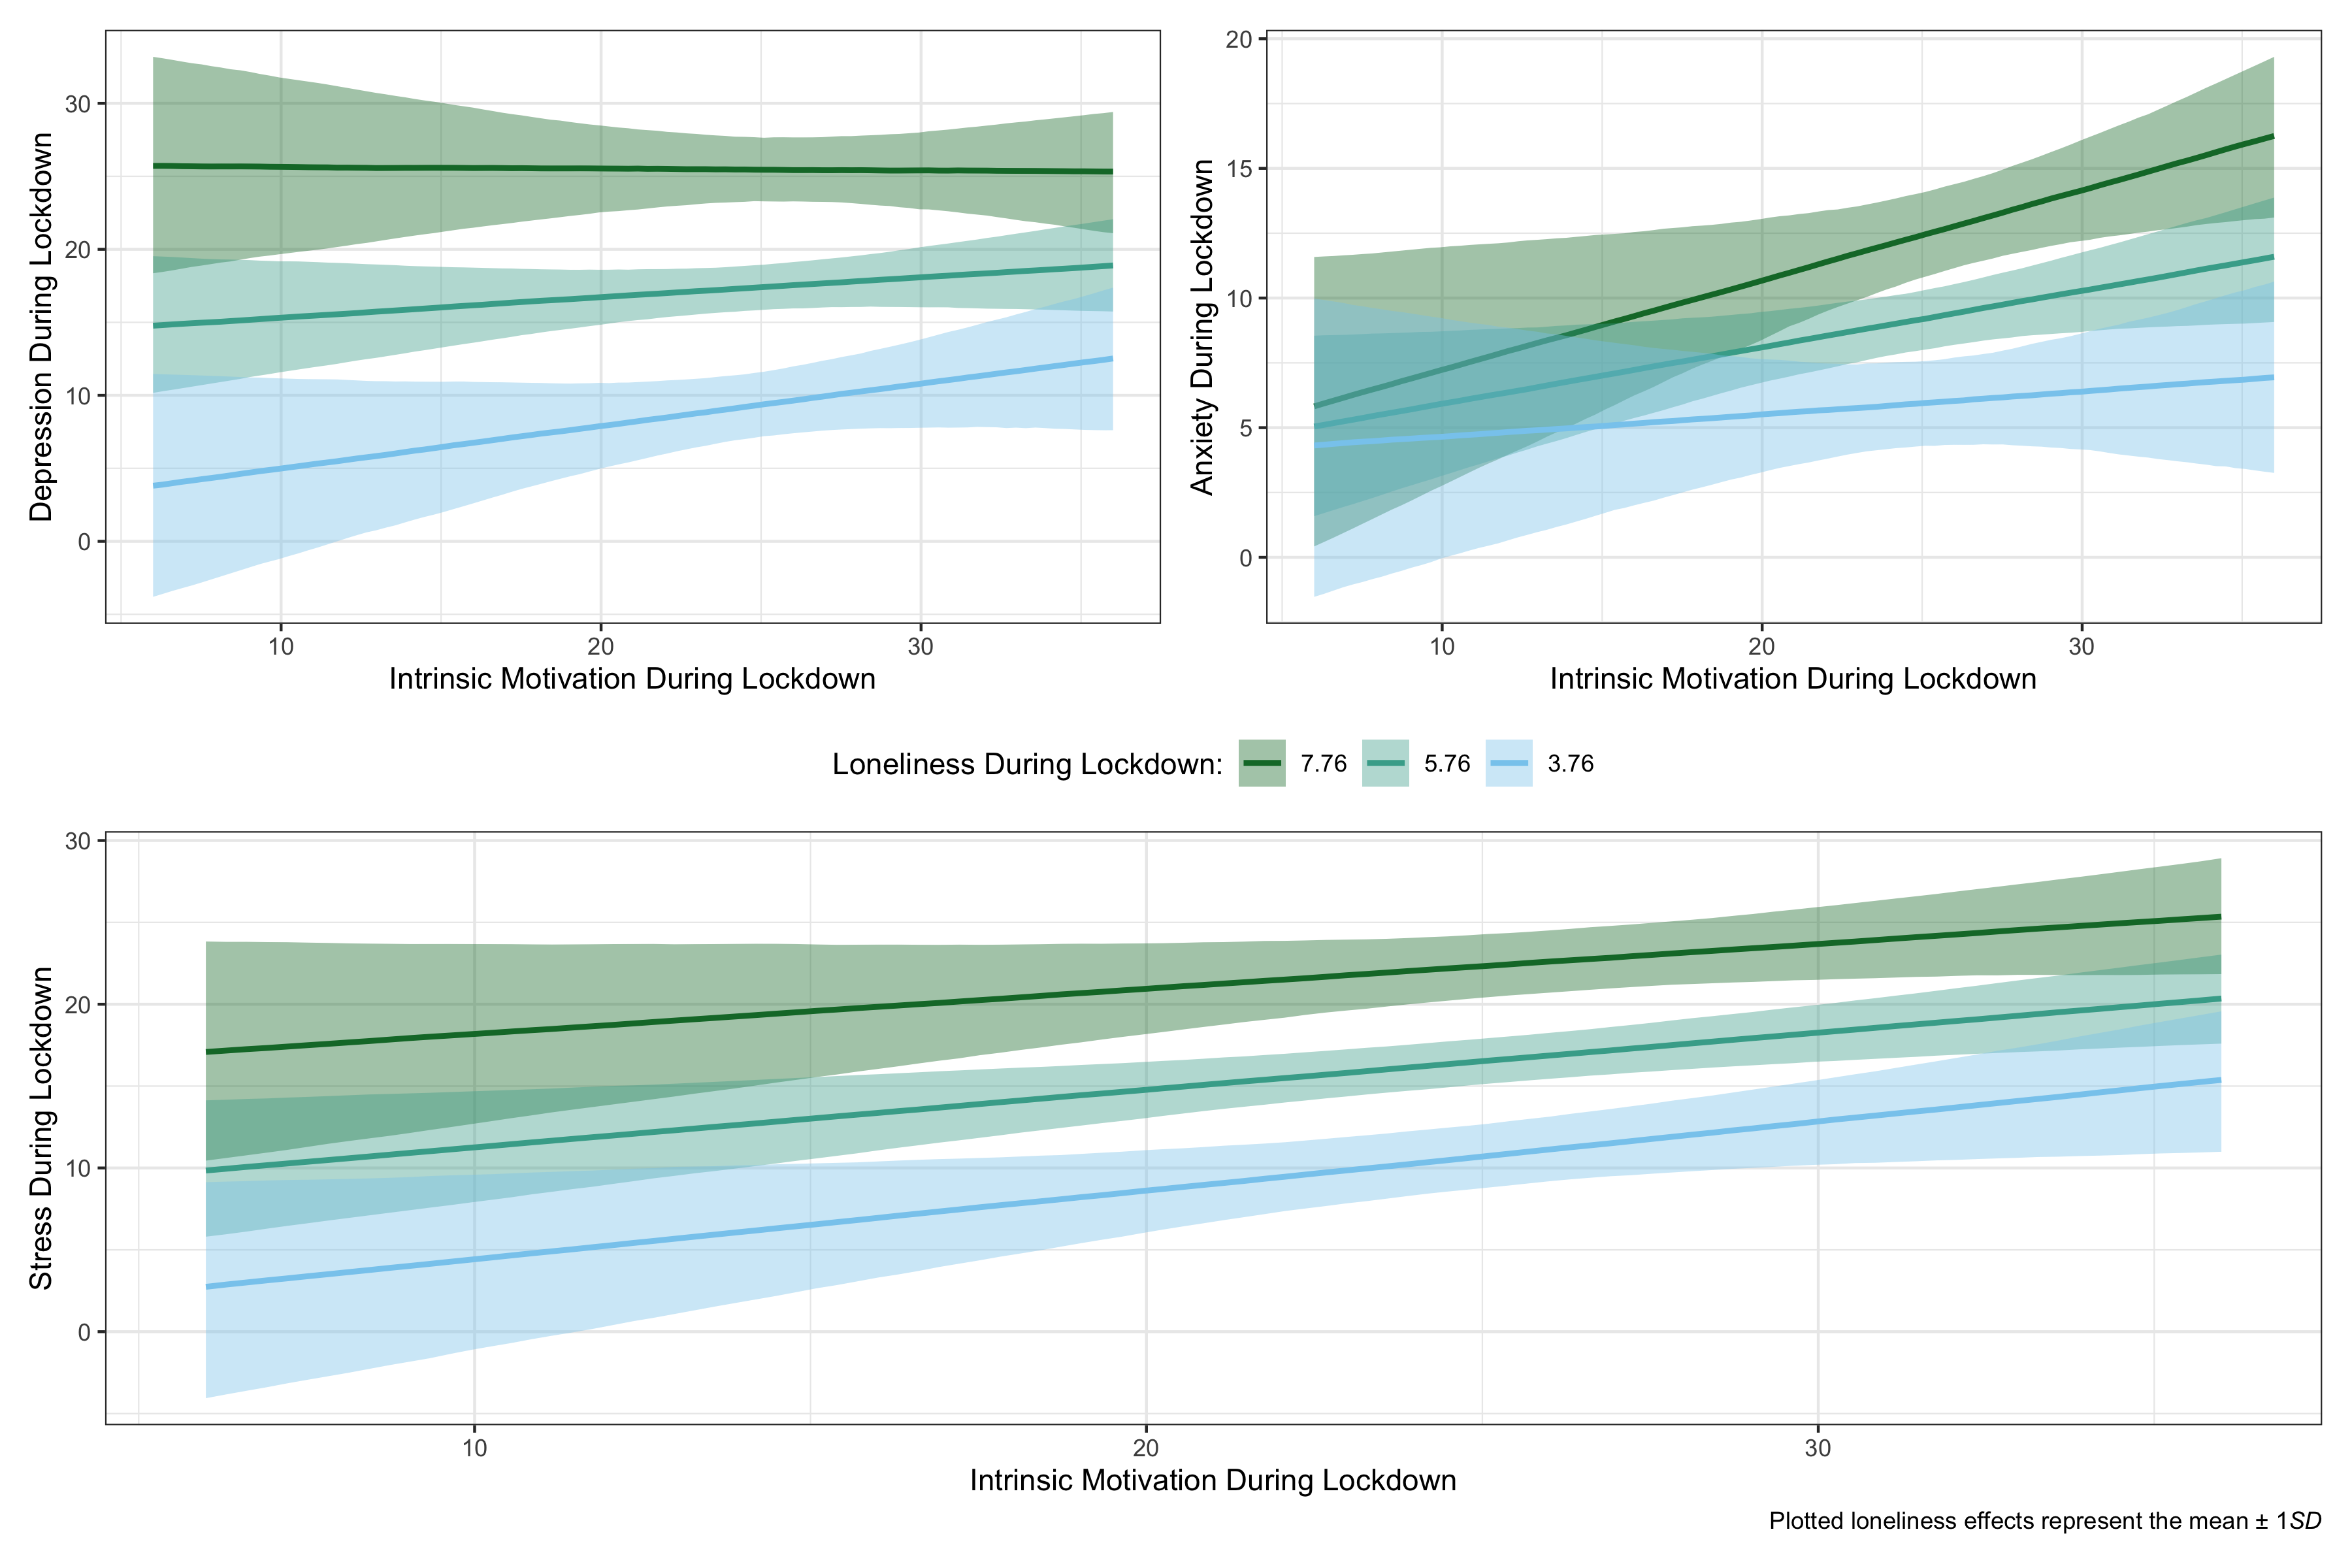 Depression During Lockdown
30
20
10
0
10 20 30
Intrinsic Motivation During Lockdown
Anxiety During Lockdown
20
15
10
5
0
10 20 30
Intrinsic Motivation During Lockdown
Loneliness During Lockdown: 7.76 5.76 3.76
Stress During Lockdown
30
20
10
0
10 20 30
Intrinsic Motivation During Lockdown
Plotted loneliness effects represent the mean ± 1SD